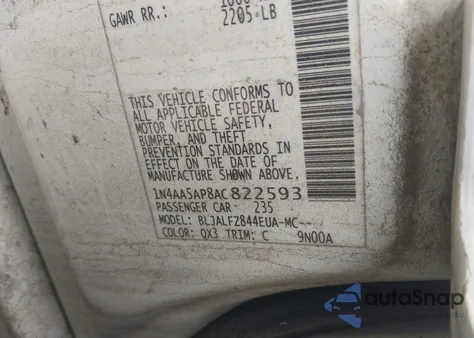 GAWR RR.:
2205 LB
THIS VEHICLE CONFORMS TO
ALL APPLICABLE FEDERAL
MOTOR VEHICLE SAFETY,
BUMPER, AND THEFT
PREVENTION STANDARDS IN
EFFECT ON THE DATE OF
MANUFACTURE SHOWN ABOVE.
1N4AA5AP8AC822593
PASSENGER CAR 235
MODEL: BLJALFZ844EUA-MC--
COLOR: QX3 TRIM: C 9N00A
autoSnap